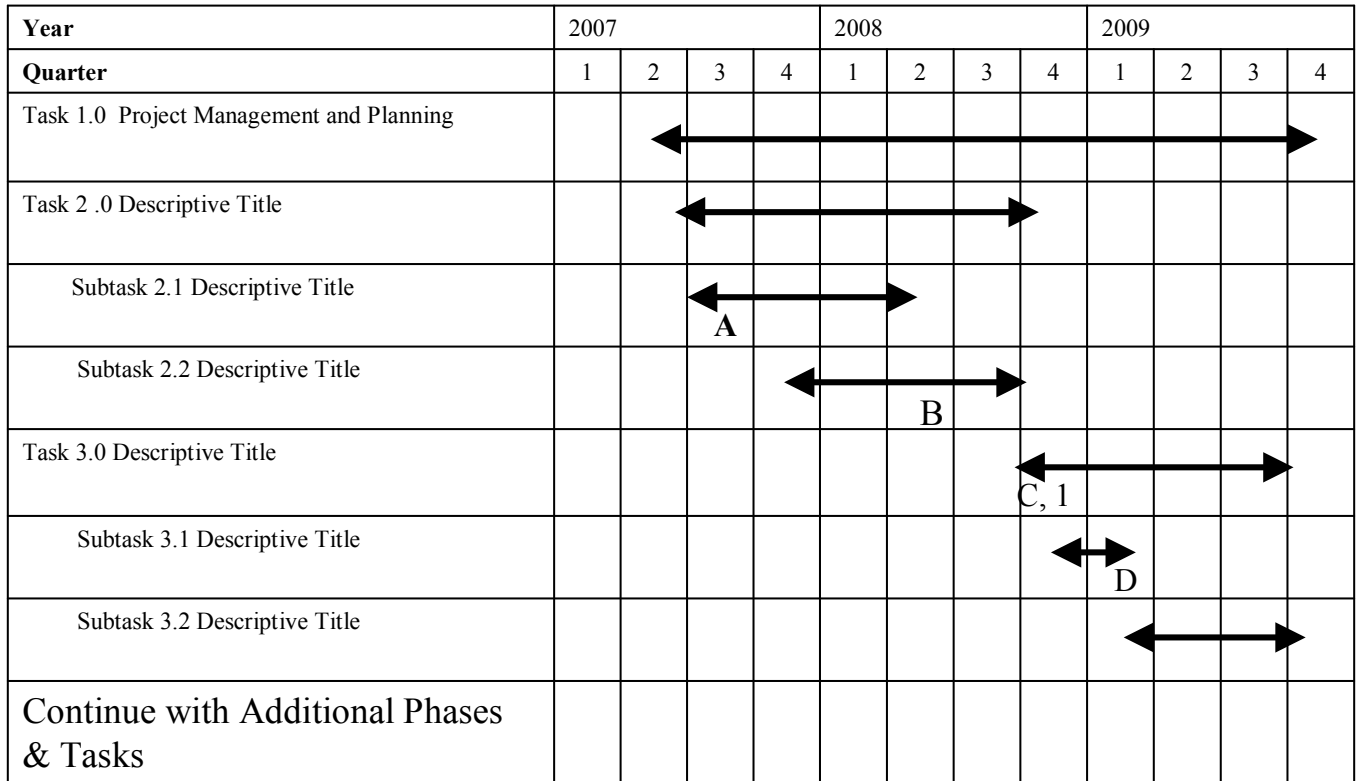 Year 2007 2008 2009
Quarter 1 2 3 4 1 2 3 4 1 2 3 4
Task 1.0 Project Management and Planning
Task 2 .0 Descriptive Title
Subtask 2.1 Descriptive Title
A
Subtask 2.2 Descriptive Title
B
Task 3.0 Descriptive Title
C, 1
Subtask 3.1 Descriptive Title
D
Subtask 3.2 Descriptive Title
Continue with Additional Phases
& Tasks